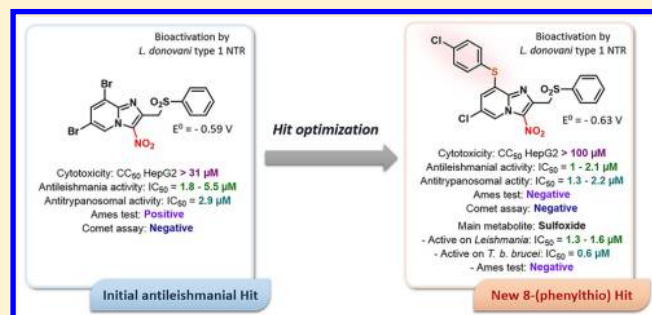 Bioactivation by
L. donovani type 1 NTR
Br
Br
N
N
SO2
NO2
E0 = - 0.59 V
Cytotoxicity: CC50 HepG2 > 31 µM
Antileishmania activity: IC50 = 1.8 - 5.5 µM
Antitrypanosomal activity: IC50 = 2.9 µM
Ames test: Positive
Comet assay: Negative
Initial antileishmanial Hit
Hit optimization
Bioactivation by
L. donovani type 1 NTR
Cl
S
Cl
N
N
SO2
NO2
E0 = - 0.63 V
Cytotoxicity: CC50 HepG2 > 100 µM
Antileishmanial activity: IC50 = 1 - 2.1 µM
Antitrypanosomal actity: IC50 = 1.3 - 2.2 µM
Ames test: Negative
Comet assay: Negative
Main metabolite: Sulfoxide
- Active on Leishmania: IC50 = 1.3 - 1.6 µM
- Active on T. b. brucei: IC50 = 0.6 µM
- Ames test: Negative
New 8-(phenylthio) Hit